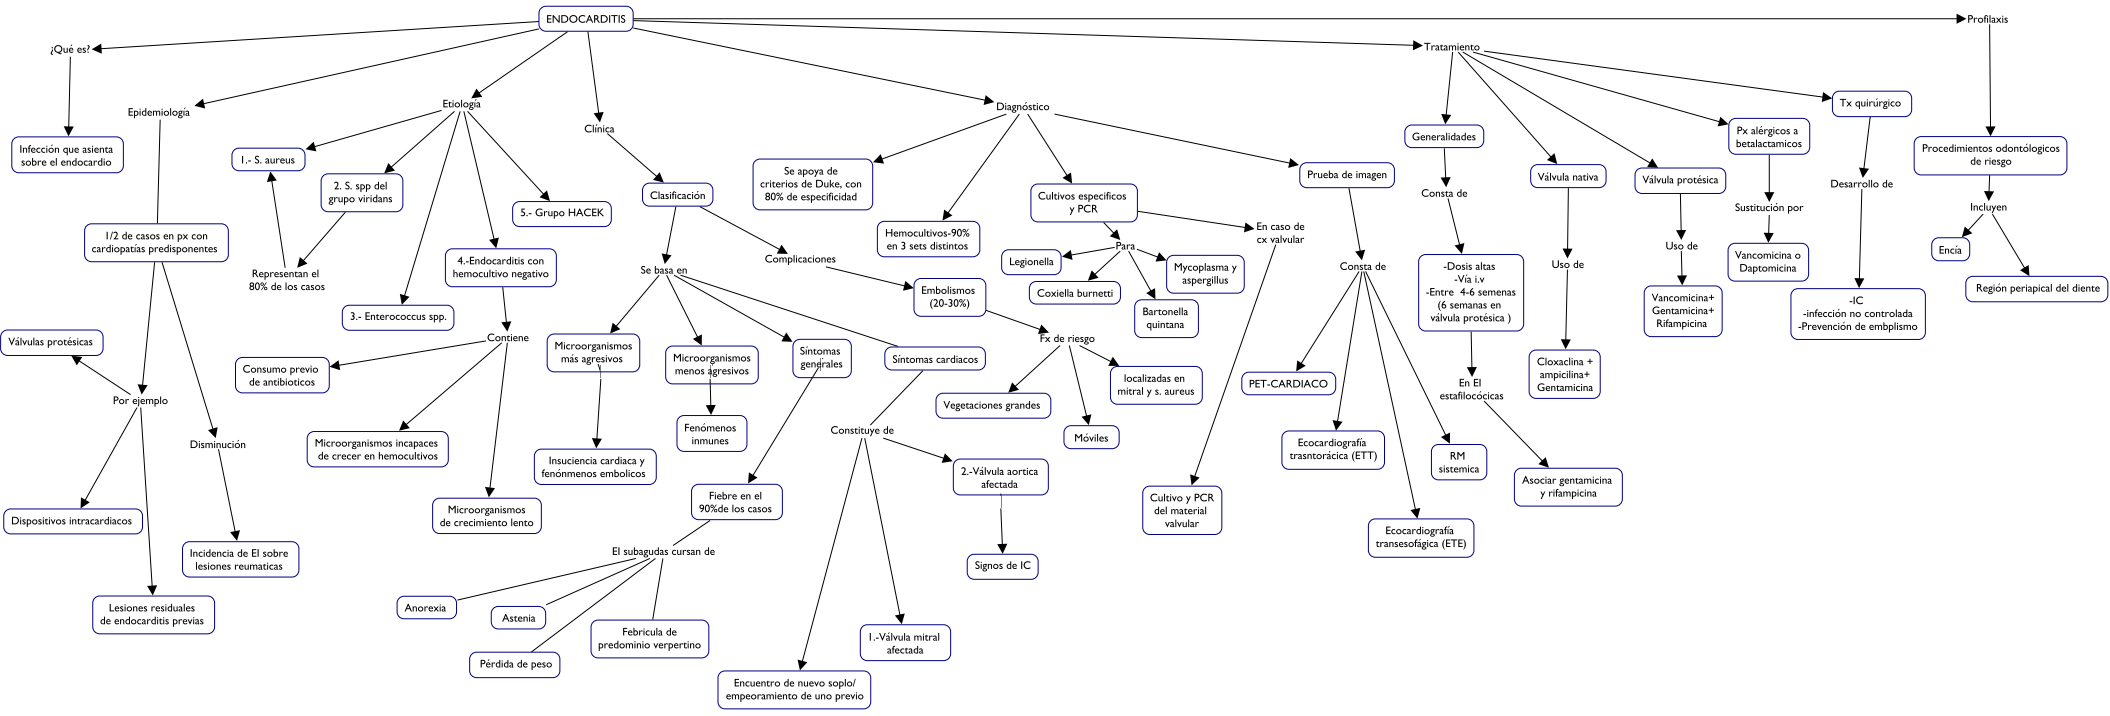 ENDOCARDITIS
¿Qué es?
Infección que asienta
sobre el endocardio
Epidemiología
1/2 de casos en px con
cardiopatías predisponentes
Por ejemplo
Válvulas protésicas
Dispositivos intracardiacos
Lesiones residuales
de endocarditis previas
Disminución
Incidencia de EI sobre
lesiones reumaticas
Etiología
1.- S. aureus
2. S. spp del
grupo viridans
Representan el
80% de los casos
3.- Enterococcus spp.
4.-Endocarditis con
hemocultivo negativo
5.- Grupo HACEK
Contiene
Consumo previo
de antibioticos
Microorganismos incapaces
de crecer en hemocultivos
Microorganismos
de crecimiento lento
Clínica
Clasificación
Se basa en
Microorganismos
más agresivos
Insuciencia cardiaca y
fenónmenos embolicos
Microorganismos
menos agresivos
Fenómenos
inmunes
Síntomas
generales
Fiebre en el
90%de los casos
EI subagudas cursan de
Anorexia
Astenia
Pérdida de peso
Febricula de
predominio verpertino
Síntomas cardiacos
Constituye de
Encuentro de nuevo soplo/
empeoramiento de uno previo
1.-Válvula mitral
afectada
2.-Válvula aortica
afectada
Signos de IC
Complicaciones
Embolismos
(20-30%)
Fx de riesgo
Vegetaciones grandes
Móviles
localizadas en
mitral y s. aureus
Diagnóstico
Se apoya de
criterios de Duke, con
80% de especificidad
Hemocultivos-90%
en 3 sets distintos
Cultivos especificos
y PCR
Para
Legionella
Coxiella burnetti
Bartonella
quintana
Mycoplasma y
aspergillus
En caso de
cx valvular
Cultivo y PCR
del material
valvular
Prueba de imagen
Consta de
PET-CARDIACO
Ecocardiografía
trasntorácica (ETT)
Ecocardiografía
transesofágica (ETE)
RM
sistemica
Tratamiento
Generalidades
Consta de
-Dosis altas
-Vía i.v
-Entre 4-6 semenas
(6 semanas en
válvula protésica )
En EI
estafilocócicas
Asociar gentamicina
y rifampicina
Válvula nativa
Uso de
Cloxaclina +
ampicilina+
Gentamicina
Válvula protésica
Uso de
Vancomicina+
Gentamicina+
Rifampicina
Px alérgicos a
betalactamicos
Sustitución por
Vancomicina o
Daptomicina
Tx quirúrgico
Desarrollo de
-IC
-infección no controlada
-Prevención de emblpismo
Profilaxis
Procedimientos odontólogicos
de riesgo
Incluyen
Encía
Región periapical del diente